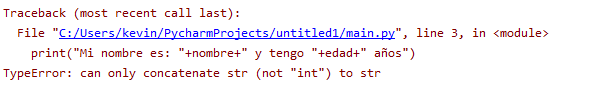 Traceback (most recent call last):
File "C:/Users/kevin/PycharmProjects/untitled1/main.py", line 3, in <module>
print("Mi nombre es: "+nombre+" y tengo "+edad+" años")
TypeError: can only concatenate str (not "int") to str